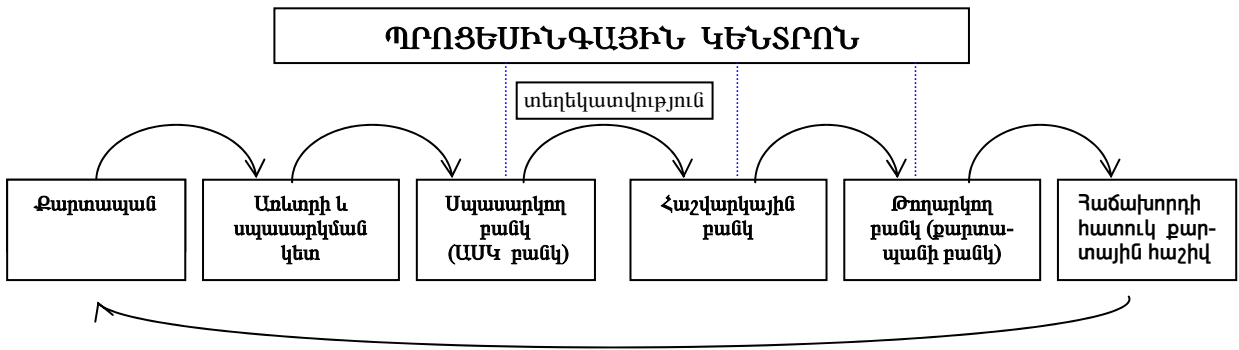 ՊՐՈՑԵՍԻՆԳԱՅԻՆ ԿԵՆՏՐՈՆ
տեղեկատվություն
Քարտապան
Առևտրի և
սպասարկման
կետ
Սպասարկող
բանկ
(ԱՍԿ բանկ)
Հաշվարկային
բանկ
Թողարկող
բանկ (քարտա-
պանի բանկ)
Հաճախորդի
հատուկ քար-
տային հաշիվ